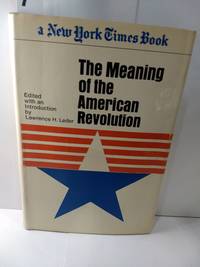 a New York Times Book
The Meaning
of the
American
Revolution
Edited
with an
Introduction
by
Lawrence H. Leder